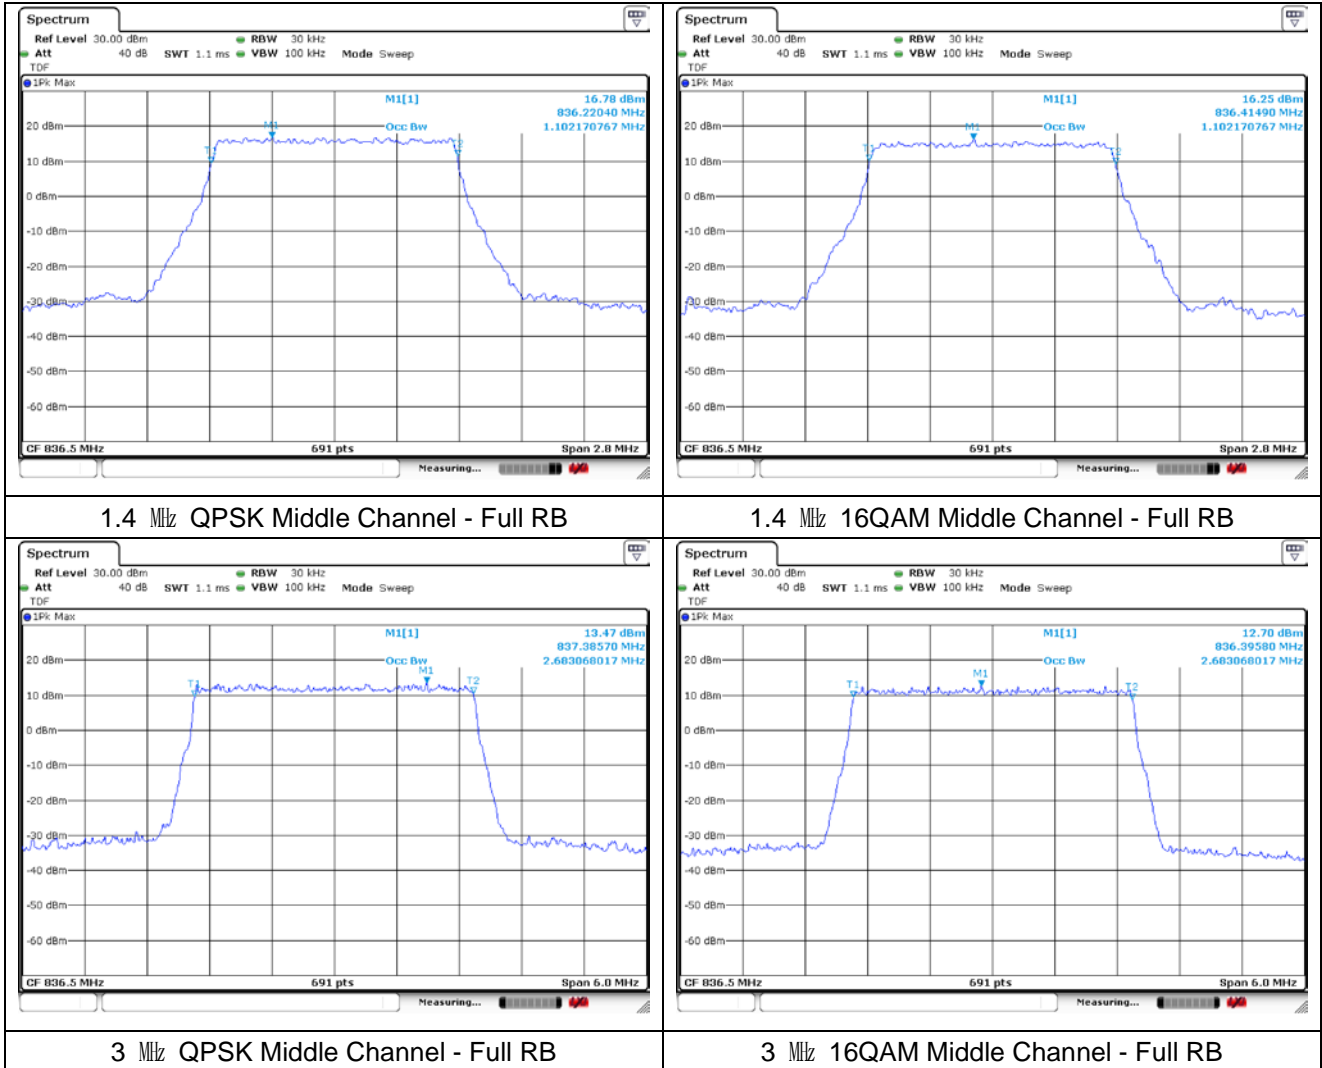 Spectrum
Ref Level 30.00 dBm RBW 30 kHz
Att 40 dB SWT 1.1 ms VBW 100 kHz Mode Sweep
TDF
1Pk Max
M1[1] 16.78 dBm
836.22040 MHz
Occ Bw 1.102170767 MHz
M1
T1
T2
20 dBm
10 dBm
0 dBm
-10 dBm
-20 dBm
-30 dBm
-40 dBm
-50 dBm
-60 dBm
CF 836.5 MHz 691 pts Span 2.8 MHz
Measuring...
1.4 ㎒ QPSK Middle Channel - Full RB
Spectrum
Ref Level 30.00 dBm RBW 30 kHz
Att 40 dB SWT 1.1 ms VBW 100 kHz Mode Sweep
TDF
1Pk Max
M1[1] 16.25 dBm
836.41490 MHz
Occ Bw 1.102170767 MHz
M1
T1
T2
20 dBm
10 dBm
0 dBm
-10 dBm
-20 dBm
-30 dBm
-40 dBm
-50 dBm
-60 dBm
CF 836.5 MHz 691 pts Span 2.8 MHz
Measuring...
1.4 ㎒ 16QAM Middle Channel - Full RB
Spectrum
Ref Level 30.00 dBm RBW 30 kHz
Att 40 dB SWT 1.1 ms VBW 100 kHz Mode Sweep
TDF
1Pk Max
M1[1] 13.47 dBm
837.38570 MHz
Occ Bw 2.683068017 MHz
M1
T1
T2
20 dBm
10 dBm
0 dBm
-10 dBm
-20 dBm
-30 dBm
-40 dBm
-50 dBm
-60 dBm
CF 836.5 MHz 691 pts Span 6.0 MHz
Measuring...
3 ㎒ QPSK Middle Channel - Full RB
Spectrum
Ref Level 30.00 dBm RBW 30 kHz
Att 40 dB SWT 1.1 ms VBW 100 kHz Mode Sweep
TDF
1Pk Max
M1[1] 12.70 dBm
836.39580 MHz
Occ Bw 2.683068017 MHz
M1
T1
T2
20 dBm
10 dBm
0 dBm
-10 dBm
-20 dBm
-30 dBm
-40 dBm
-50 dBm
-60 dBm
CF 836.5 MHz 691 pts Span 6.0 MHz
Measuring...
3 ㎒ 16QAM Middle Channel - Full RB